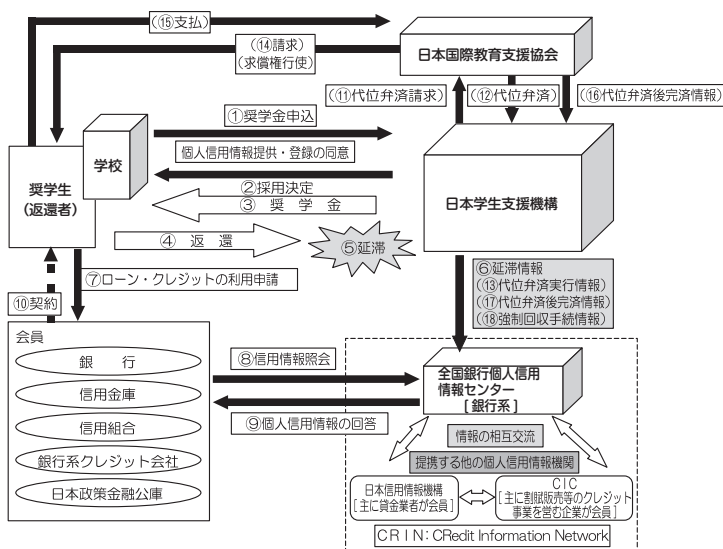 (⑮支払)
(⑭請求)
(求償権行使)
日本国際教育支援協会
(⑪代位弁済請求)
(⑫代位弁済)
(⑯代位弁済後完済情報)
①奨学金申込
個人信用情報提供・登録の同意
学校
奨学生
(返還者)
②採用決定
③ 奨 学 金
日本学生支援機構
④ 返 還
⑤延滞
⑥延滞情報
(⑬代位弁済実行情報)
(⑰代位弁済後完済情報)
(⑱強制回収手続情報)
⑦ローン・クレジットの利用申請
⑩契約
会員
銀 行
信用金庫
信用組合
銀行系クレジット会社
日本政策金融公庫
⑧信用情報照会
⑨個人信用情報の回答
全国銀行個人信用
情報センター
[銀行系]
情報の相互交流
提携する他の個人信用情報機関
日本信用情報機構
[主に貸金業者が会員]
CIC
[主に割賦販売等のクレジット
事業を営む企業が会員]
CRIN:CRedit Information Network